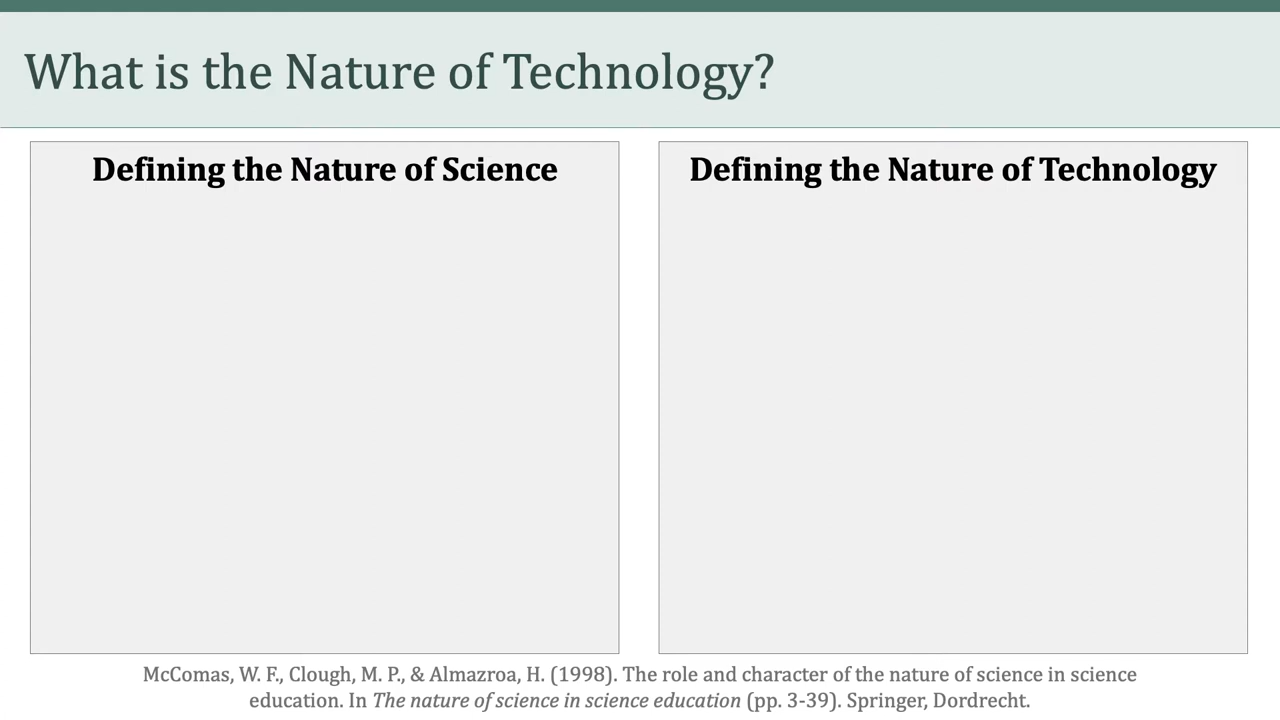 What is the Nature of Technology?
Defining the Nature of Science
Defining the Nature of Technology
McComas, W. F., Clough, M. P., & Almazroa, H. (1998). The role and character of the nature of science in science
education. In The nature of science in science education (pp. 3-39). Springer, Dordrecht.